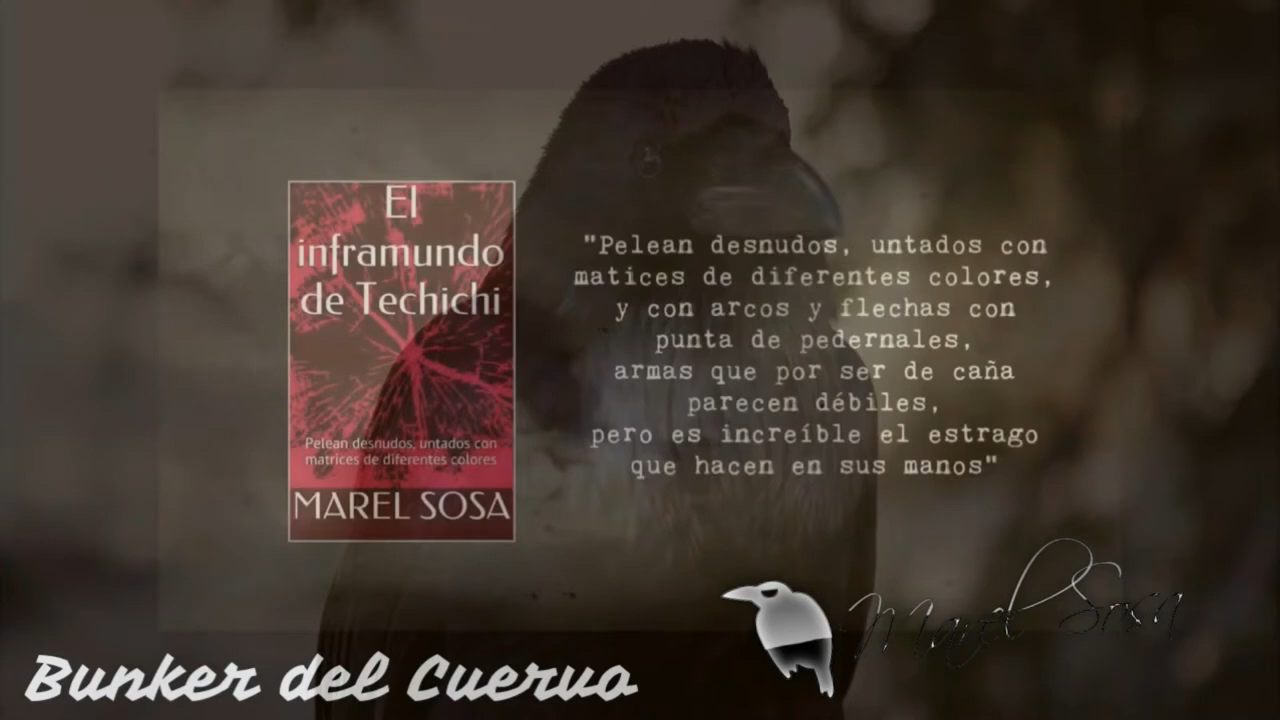 El
inframundo
de Techichi
Pelean desnudos, untados con
matrices de diferentes colores
MAREL SOSA
"Pelean desnudos, untados con
matices de diferentes colores,
y con arcos y flechas con
punta de pedernales,
armas que por ser de caña
parecen débiles,
pero es increíble el estrago
que hacen en sus manos"
Marel Sosa
Bunker del Cuervo